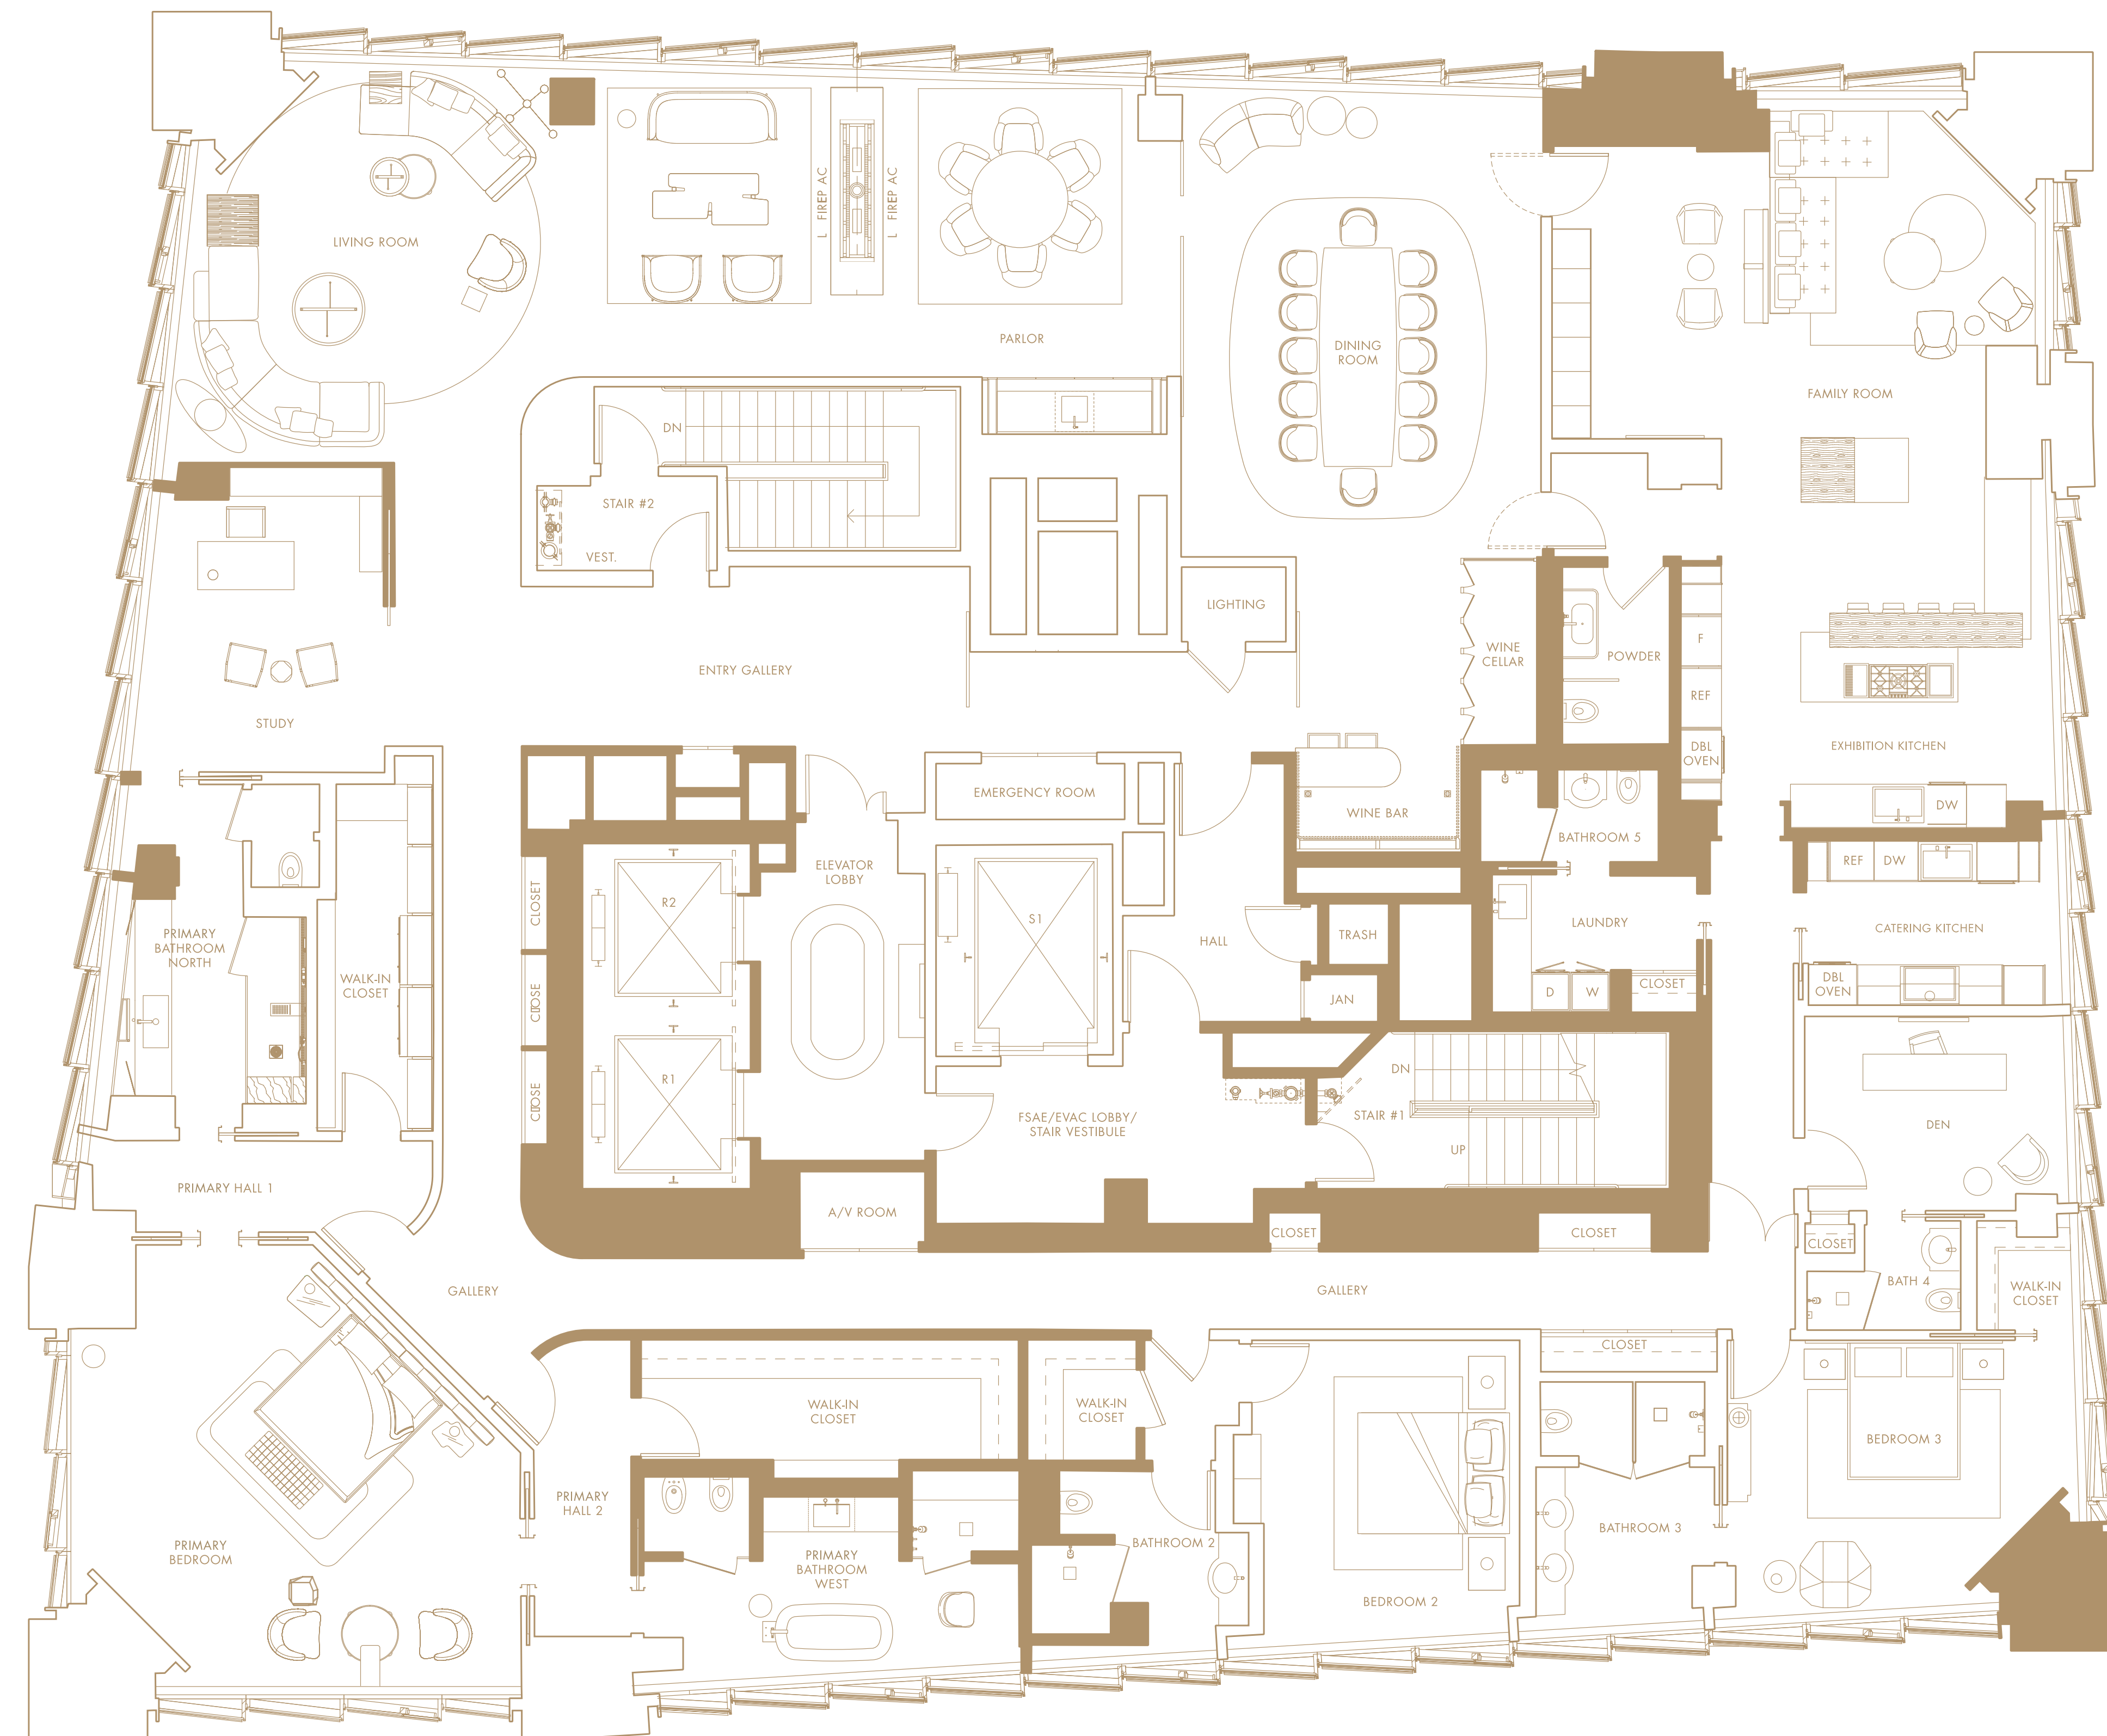 LIVING ROOM
L FIREP AC
L FIREP AC
PARLOR
DINING
ROOM
FAMILY ROOM
DN
STAIR #2
VEST.
LIGHTING
WINE
CELLAR
POWDER
F
REF
DBL
OVEN
EXHIBITION KITCHEN
DW
ENTRY GALLERY
STUDY
EMERGENCY ROOM
WINE BAR
BATHROOM 5
ELEVATOR
LOBBY
CLOSET
R2
S1
REF
DW
PRIMARY
BATHROOM
NORTH
WALK-IN
CLOSET
HALL
TRASH
LAUNDRY
CATERING KITCHEN
CLOSE
JAN
D
W
CLOSET
DBL
OVEN
CLOSE
R1
DN
FSAE/EVAC LOBBY/
STAIR VESTIBULE
STAIR #1
UP
DEN
PRIMARY HALL 1
A/V ROOM
CLOSET
CLOSET
CLOSET
BATH 4
WALK-IN
CLOSET
GALLERY
GALLERY
CLOSET
WALK-IN
CLOSET
WALK-IN
CLOSET
BEDROOM 3
PRIMARY
HALL 2
PRIMARY
BEDROOM
PRIMARY
BATHROOM
WEST
BATHROOM 2
BATHROOM 3
BEDROOM 2